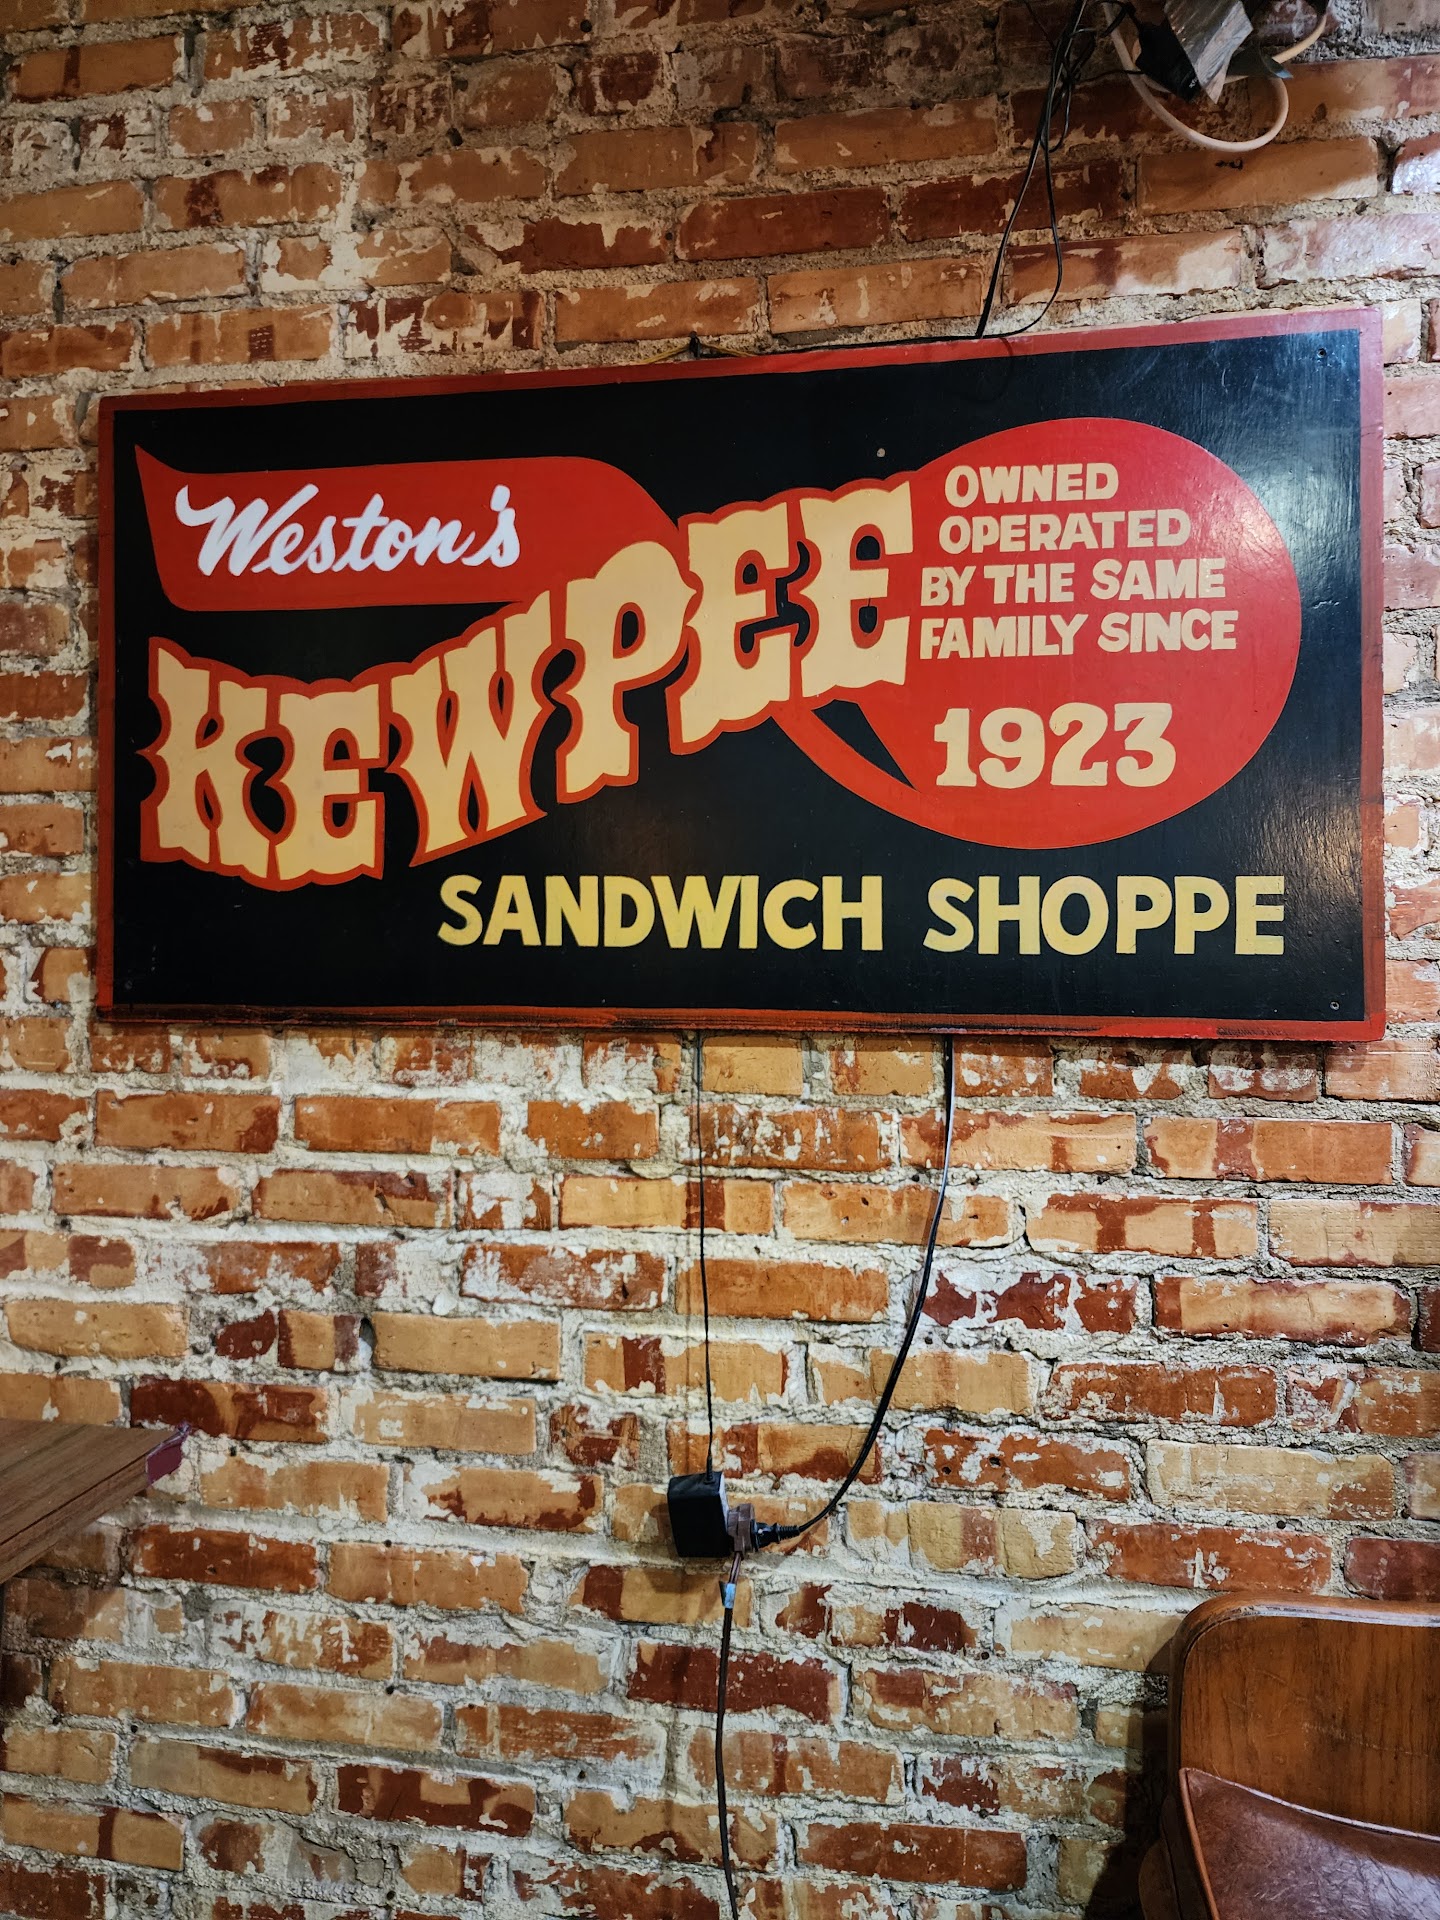 Weston's
KEWPEE
OWNED
OPERATED
BY THE SAME
FAMILY SINCE
1923
SANDWICH SHOPPE